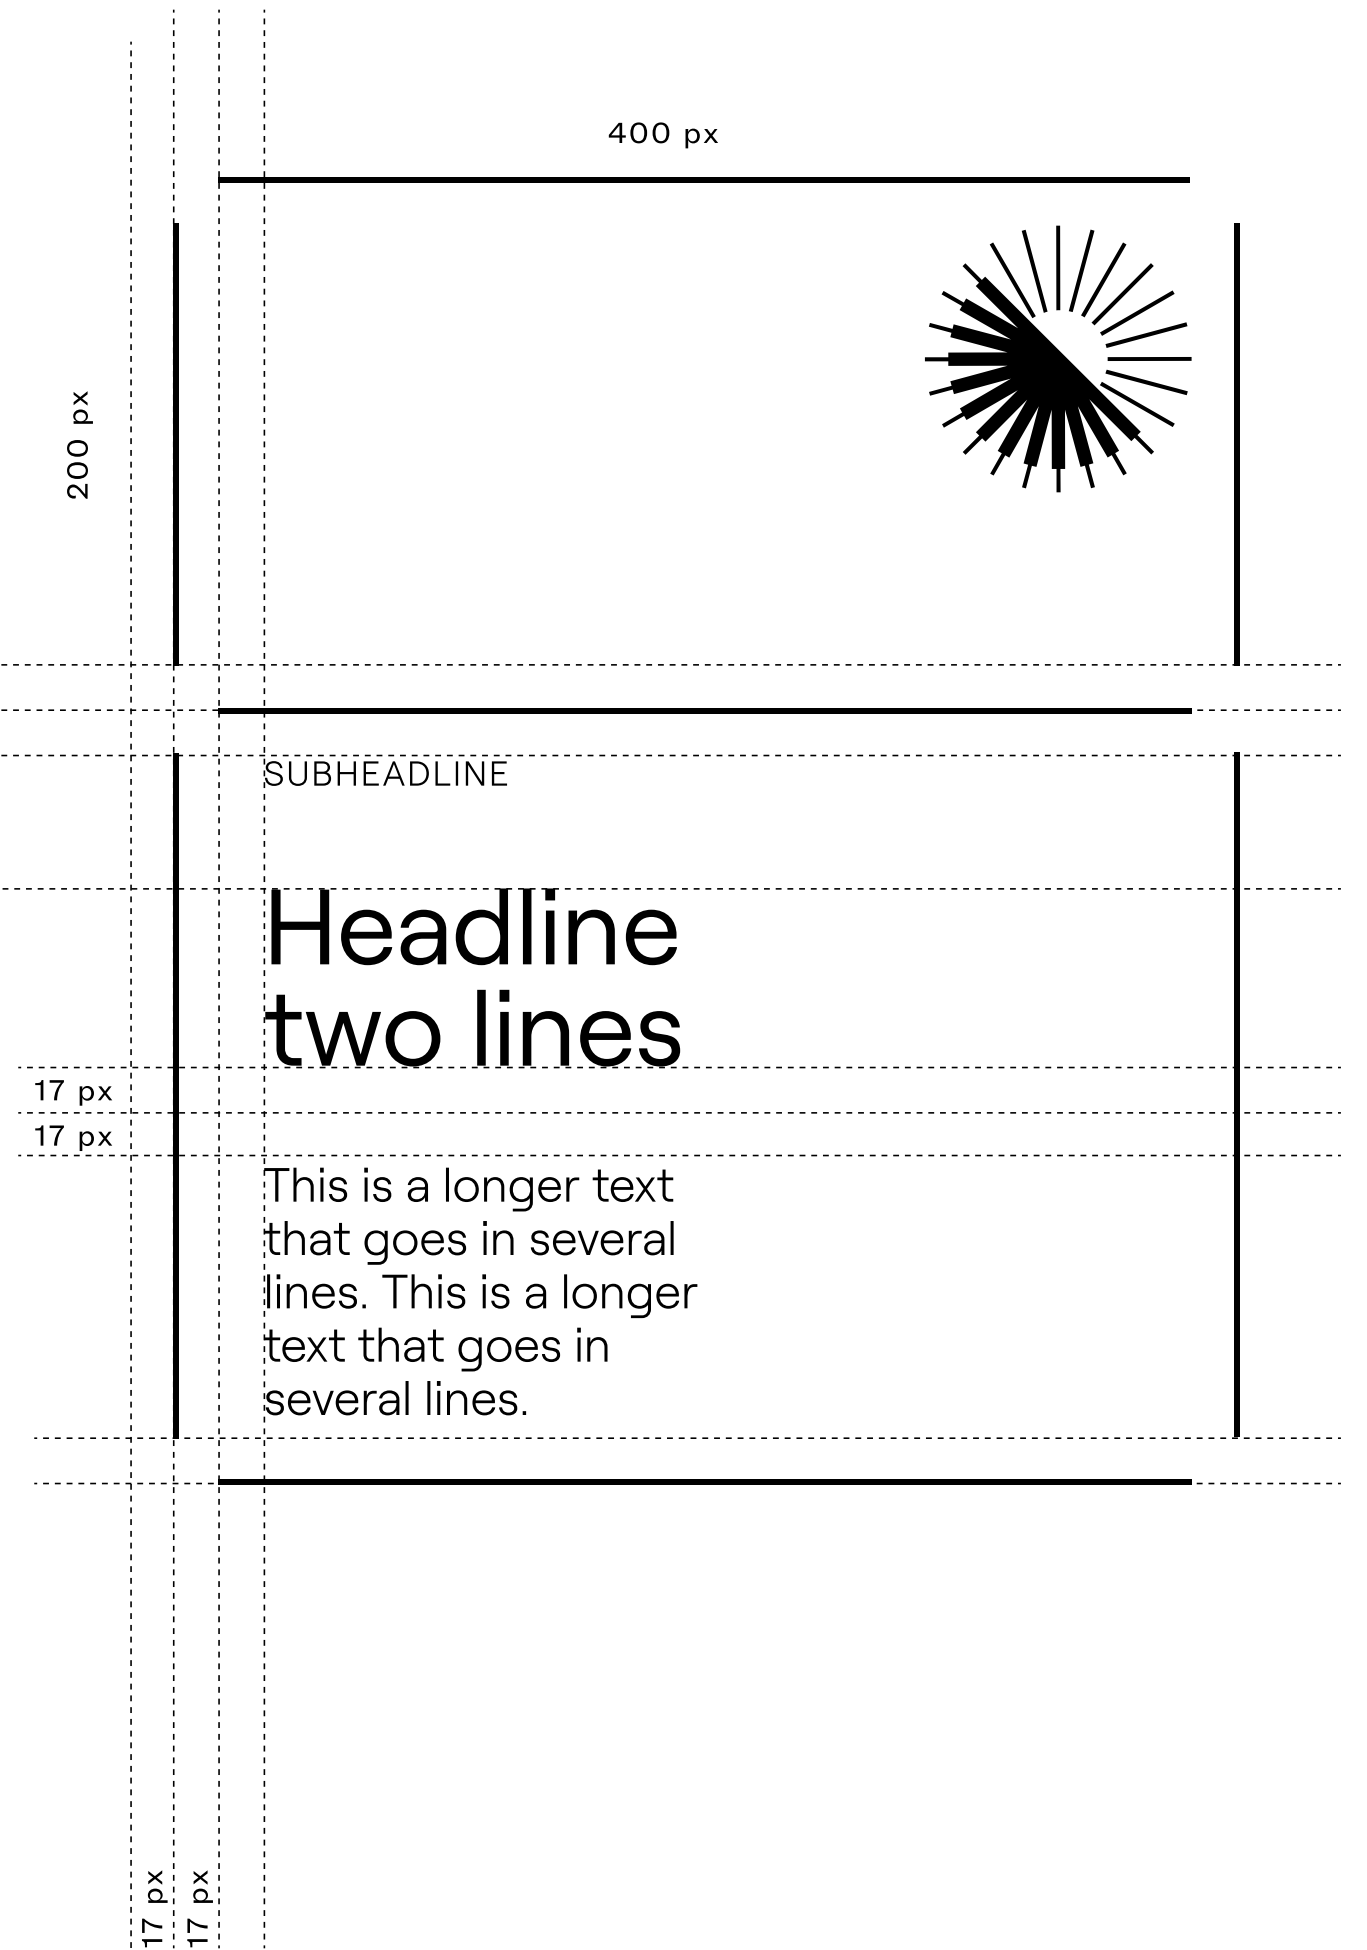 400 px
200 px
SUBHEADLINE
Headline
two lines
17 px
17 px
This is a longer text
that goes in several
lines. This is a longer
text that goes in
several lines.
17 px
17 px